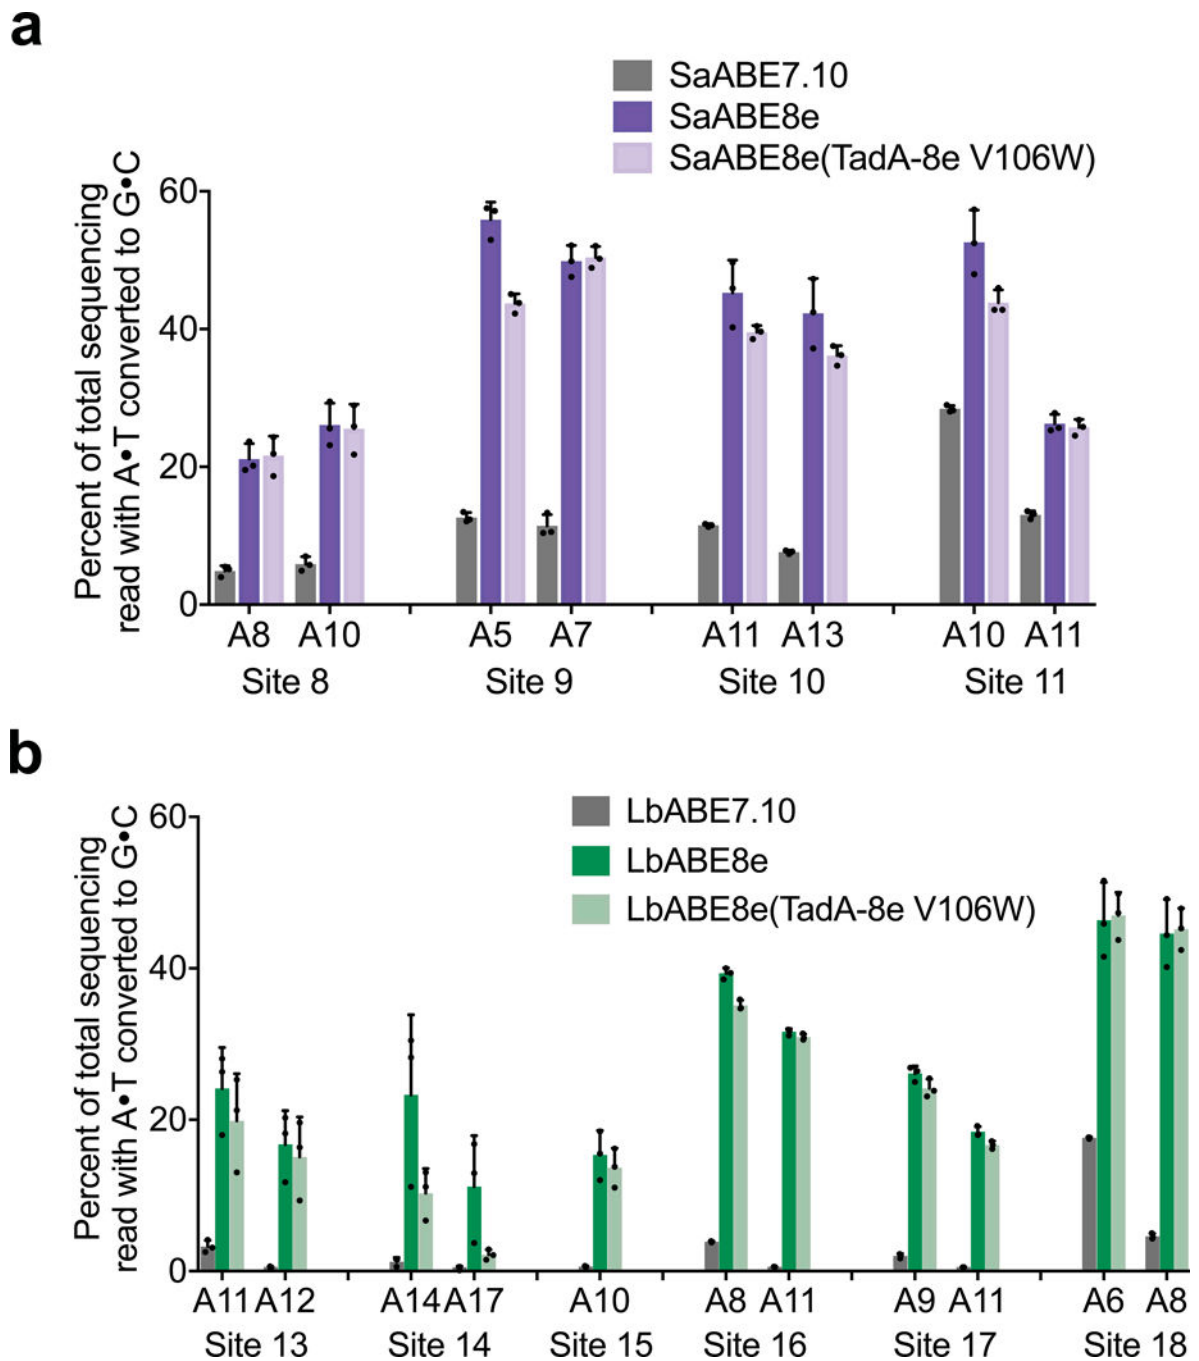 a
SaABE7.10
SaABE8e
SaABE8e(TadA-8e V106W)
Percent of total sequencing
read with A•T converted to G•C
60
40
20
0
A8 A10 A5 A7 A11 A13 A10 A11
Site 8 Site 9 Site 10 Site 11
b
LbABE7.10
LbABE8e
LbABE8e(TadA-8e V106W)
Percent of total sequencing
read with A•T converted to G•C
60
40
20
0
A11 A12 A14 A17 A10 A8 A11 A9 A11 A6 A8
Site 13 Site 14 Site 15 Site 16 Site 17 Site 18